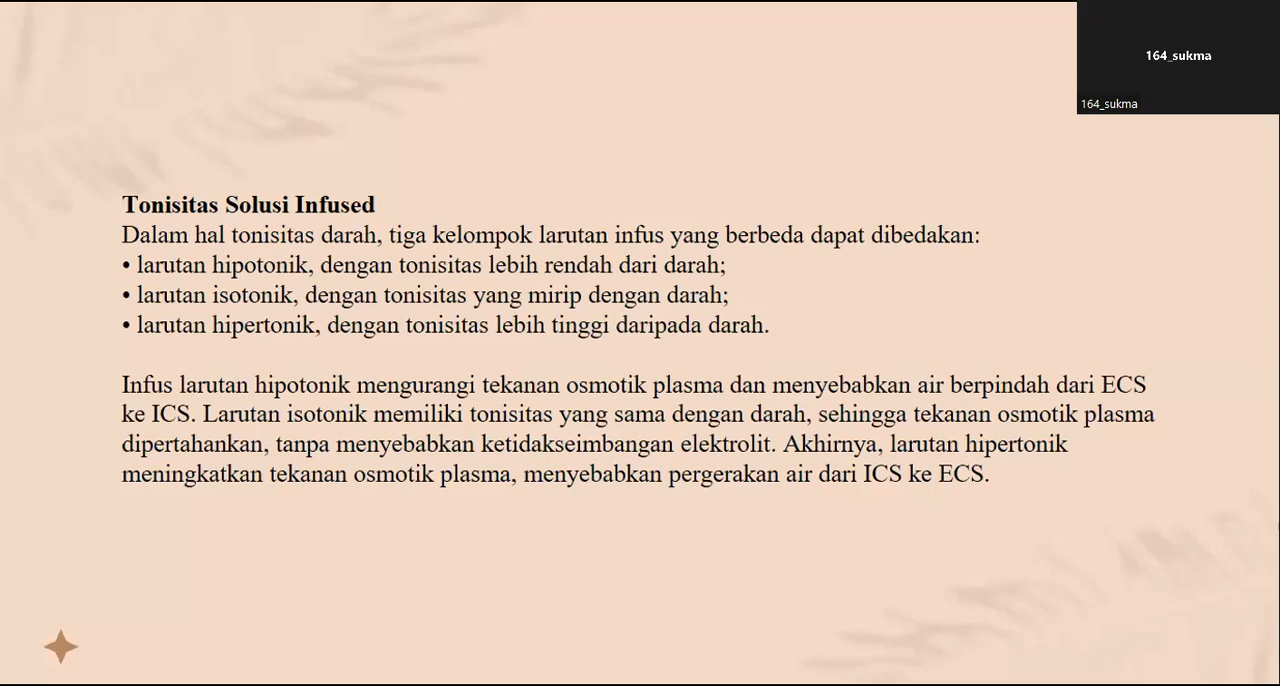 164_sukma
164_sukma
Tonisitas Solusi Infused
Dalam hal tonisitas darah, tiga kelompok larutan infus yang berbeda dapat dibedakan:
• larutan hipotonik, dengan tonisitas lebih rendah dari darah;
• larutan isotonik, dengan tonisitas yang mirip dengan darah;
• larutan hipertonik, dengan tonisitas lebih tinggi daripada darah.
Infus larutan hipotonik mengurangi tekanan osmotik plasma dan menyebabkan air berpindah dari ECS
ke ICS. Larutan isotonik memiliki tonisitas yang sama dengan darah, sehingga tekanan osmotik plasma
dipertahankan, tanpa menyebabkan ketidakseimbangan elektrolit. Akhirnya, larutan hipertonik
meningkatkan tekanan osmotik plasma, menyebabkan pergerakan air dari ICS ke ECS.